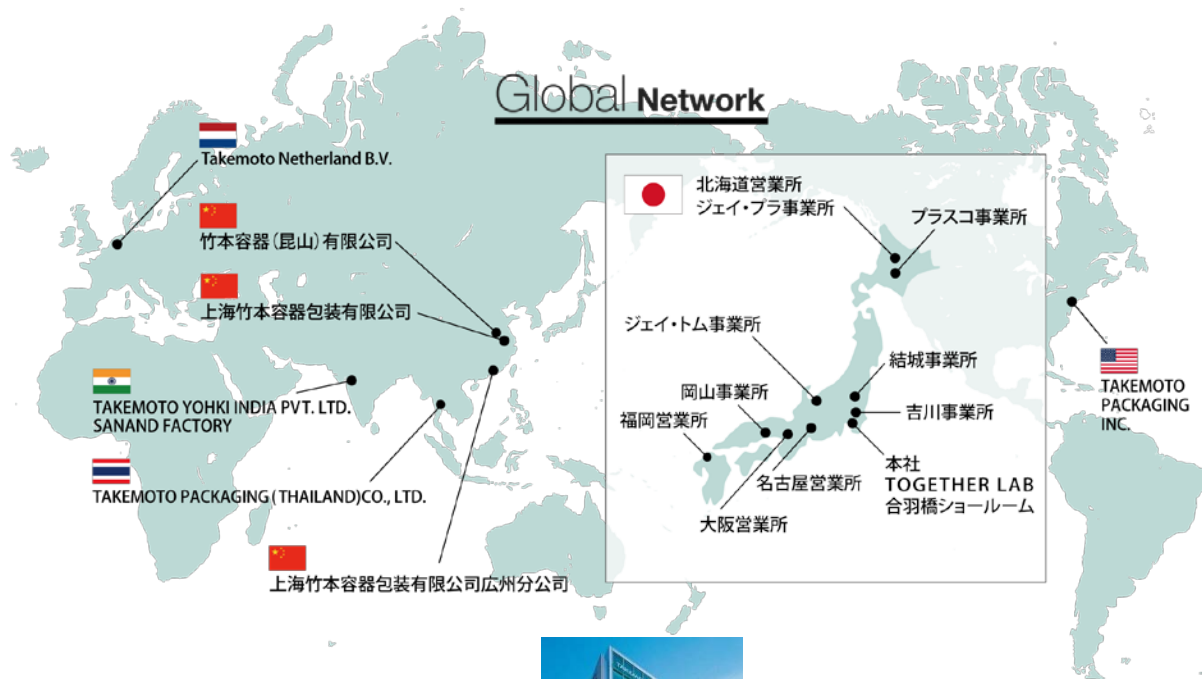 Global Network
Takemoto Netherland B.V.
竹本容器(昆山)有限公司
上海竹本容器包装有限公司
TAKEMOTO YOHKI INDIA PVT. LTD.
SANAND FACTORY
TAKEMOTO PACKAGING (THAILAND)CO., LTD.
上海竹本容器包装有限公司広州分公司
北海道営業所
ジェイ・プラ事業所
プラスコ事業所
ジェイ・トム事業所
結城事業所
岡山事業所
吉川事業所
福岡営業所
本社
TOGETHER LAB
合羽橋ショールーム
名古屋営業所
大阪営業所
TAKEMOTO
PACKAGING
INC.